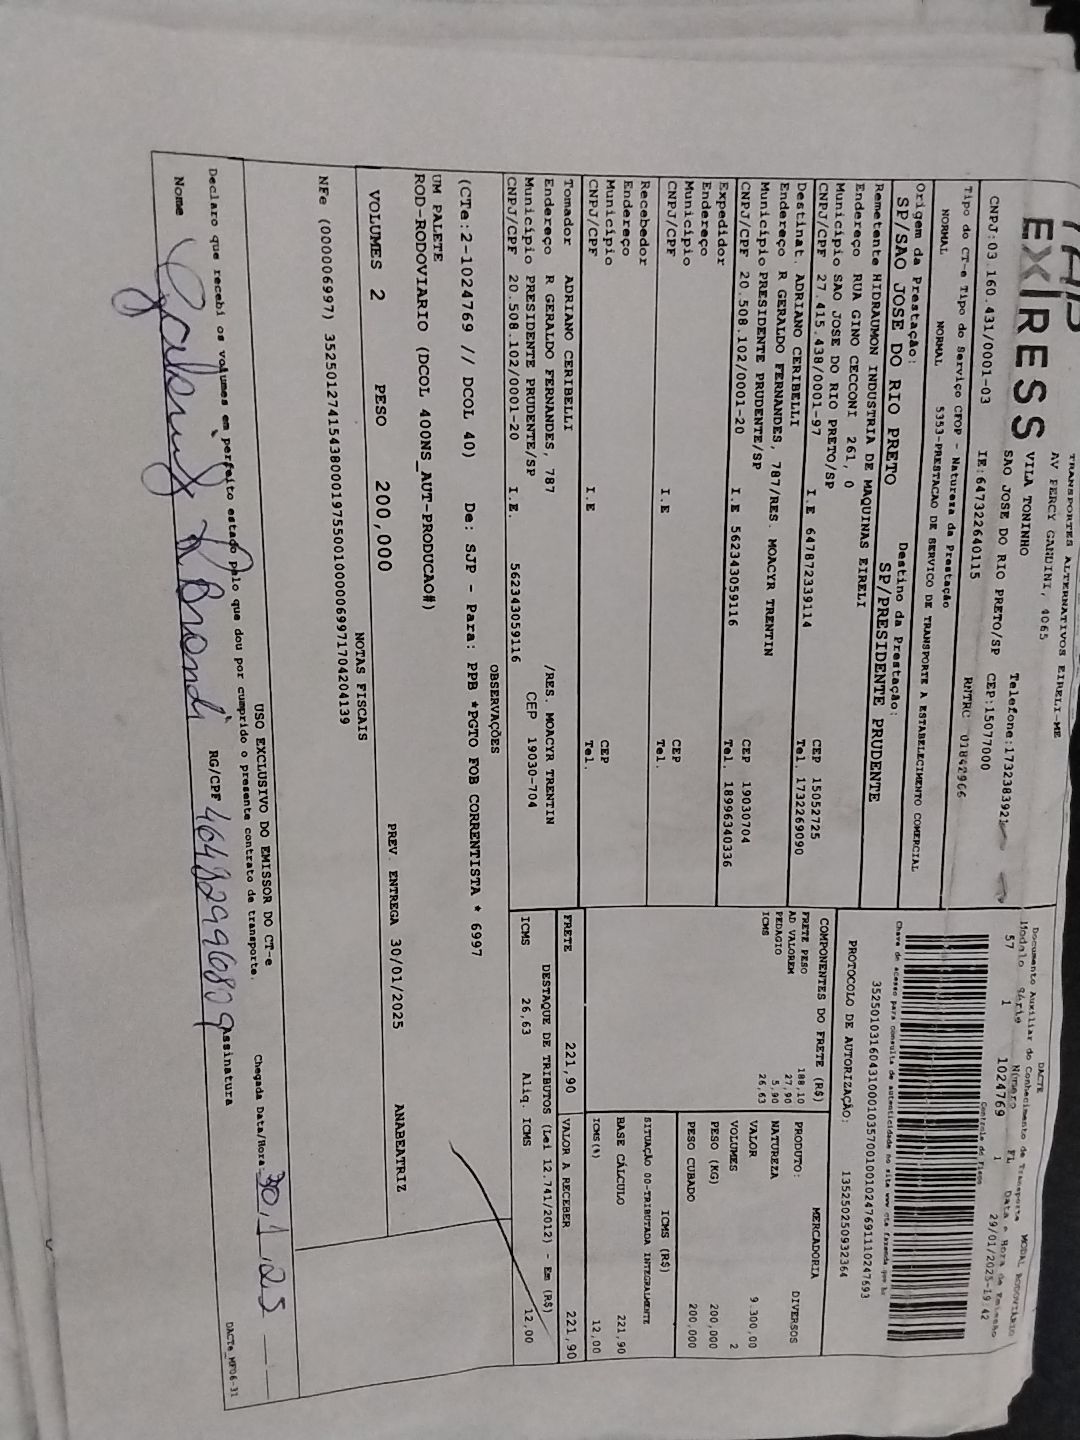 EXPRESS
TRANSPORTES ALTERNATIVOS EIRELI-ME
AV PERCY GANDINI, 4065
VILA TONINHO Telefone:1732383921
SAO JOSE DO RIO PRETO/SP CEP:15077000
CNPJ:03.160.431/0001-03 IE:647322640115 RNTRC 01842966
Tipo do CT-e Tipo do Serviço CFOP - Natureza da Prestação
NORMAL NORMAL 5353-PRESTACAO DE SERVICO DE TRANSPORTE A ESTABELECIMENTO COMERCIAL
Origem da Prestação: Destino da Prestação:
SP/SAO JOSE DO RIO PRETO SP/PRESIDENTE PRUDENTE
DACTE MODAL RODOVIÁRIO
Documento Auxiliar do Conhecimento de Transporte
Modelo Série Número FL Data e Hora de Emissão
57 1 1024769 1 29/01/2025-19:42
Controle do Fisco
Chave de acesso para consulta de autenticidade no site www.cte.fazenda.gov.br
PROTOCOLO DE AUTORIZAÇÃO: 135250250932364
Remetente HIDRAUMON INDUSTRIA DE MAQUINAS EIRELI
Endereço RUA GINO CECCONI 261, 0
Município SAO JOSE DO RIO PRETO/SP CEP 15052725
CNPJ/CPF 27.415.438/0001-97 I.E 647872339114 Tel. 1732269090
Destinat. ADRIANO CERIBELLI
Endereço R GERALDO FERNANDES, 787/RES. MOACYR TRENTIN
Município PRESIDENTE PRUDENTE/SP CEP 19030704
CNPJ/CPF 20.508.102/0001-20 I.E 562343059116 Tel. 18996340336
Expedidor
Endereço
Município CEP
CNPJ/CPF I.E Tel.
Recebedor
Endereço
Município CEP
CNPJ/CPF I.E Tel.
Tomador ADRIANO CERIBELLI
Endereço R GERALDO FERNANDES, 787 /RES. MOACYR TRENTIN
Município PRESIDENTE PRUDENTE/SP CEP 19030-704
CNPJ/CPF 20.508.102/0001-20 I.E. 562343059116
COMPONENTES DO FRETE (R$)
FRETE PESO 188,10
AD VALOREM 27,90
PEDAGIO 5,90
ICMS 26,63
MERCADORIA
PRODUTO: DIVERSOS
NATUREZA
VALOR 9.300,00
VOLUMES 2
PESO (KG) 200,000
PESO CUBADO 200,000
ICMS (R$)
SITUAÇÃO 00-TRIBUTADA INTEGRALMENTE
BASE CÁLCULO 221,90
ICMS(%) 12,00
FRETE 221,90 VALOR A RECEBER 221,90
DESTAQUE DE TRIBUTOS (Lei 12.741/2012) - Em (R$)
ICMS 26,63 Aliq. ICMS 12,00
OBSERVAÇÕES
(CTe:2-1024769 // DCOL 40) De: SJP - Para: PPB *PGTO FOB CORRENTISTA * 6997
ROD-RODOVIARIO (DCOL 400NS_AUT-PRODUCAO#)
UM PALETE
VOLUMES 2 PESO 200,000 PREV. ENTREGA 30/01/2025 ANABEATRIZ
NOTAS FISCAIS
NFe (000006997) 35250127415438000197550010000069971704204139
USO EXCLUSIVO DO EMISSOR DO CT-e
Declaro que recebi os volumes em perfeito estado pelo que dou por cumprido o presente contrato de transporte. Chegada Data/Hora: 30,1,25
Nome RG/CPF 46482996809 Assinatura
DACTe_MF06-31